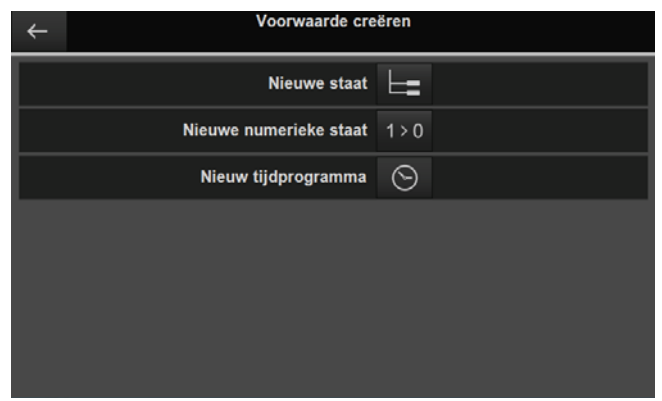 Voorwaarde creëren
Nieuwe staat
Nieuwe numerieke staat 1 > 0
Nieuw tijdprogramma